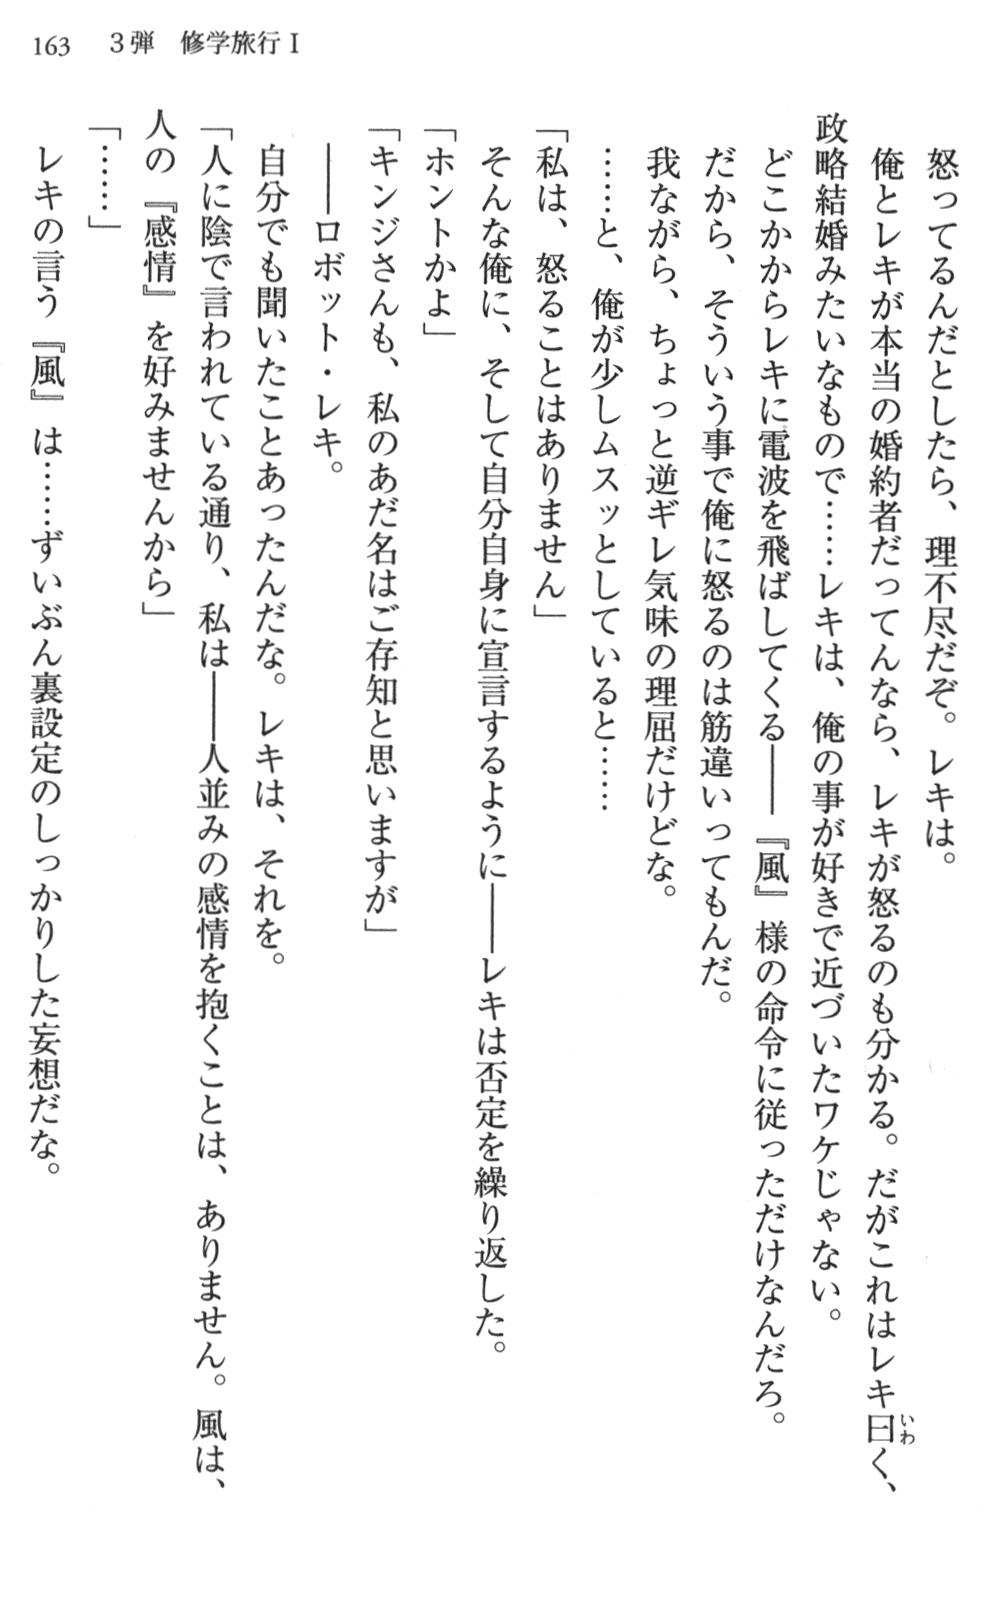 163　3弾　修学旅行Ⅰ
怒ってるんだとしたら、理不尽だぞ。レキは。
俺とレキが本当の婚約者だってんなら、レキが怒るのも分かる。だがこれはレキ曰く、
いわ
政略結婚みたいなもので……レキは、俺の事が好きで近づいたワケじゃない。
どこかからレキに電波を飛ばしてくる――『風』様の命令に従っただけなんだろ。
だから、そういう事で俺に怒るのは筋違いってもんだ。
我ながら、ちょっと逆ギレ気味の理屈だけどな。
……と、俺が少しムスッとしていると……
「私は、怒ることはありません」
そんな俺に、そして自分自身に宣言するように――レキは否定を繰り返した。
「ホントかよ」
「キンジさんも、私のあだ名はご存知と思いますが」
――ロボット・レキ。
自分でも聞いたことあったんだな。レキは、それを。
「人に陰で言われている通り、私は――人並みの感情を抱くことは、ありません。風は、
人の『感情』を好みませんから」
「……」
レキの言う『風』は……ずいぶん裏設定のしっかりした妄想だな。